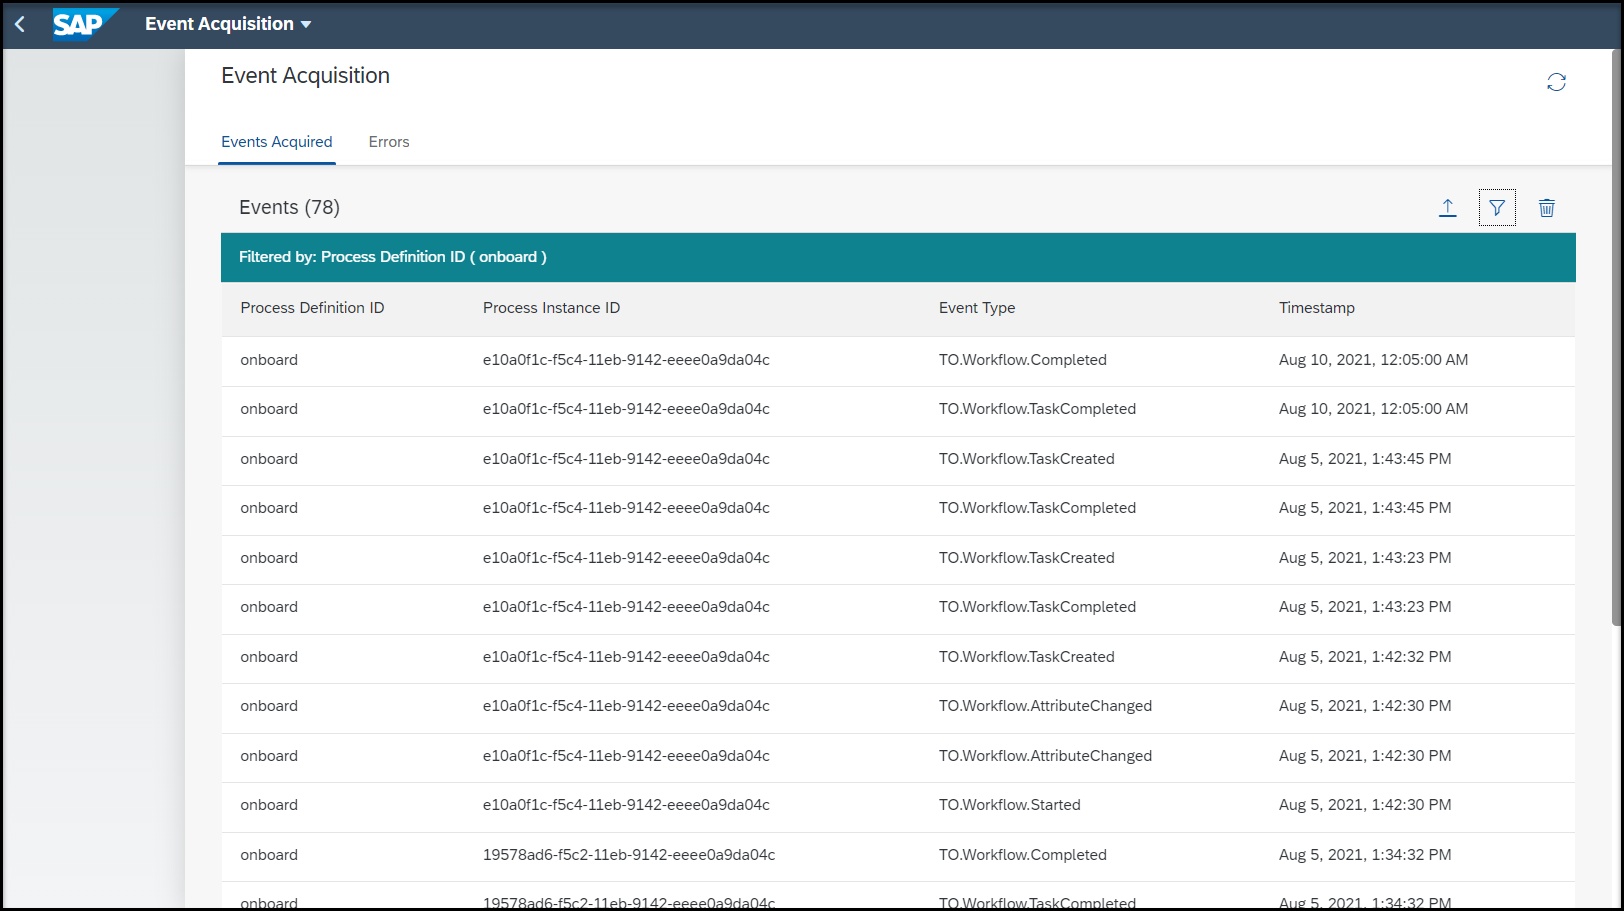 SAP Event Acquisition
Event Acquisition
Events Acquired Errors
Events (78)
Filtered by: Process Definition ID ( onboard )
Process Definition ID Process Instance ID Event Type Timestamp
onboard e10a0f1c-f5c4-11eb-9142-eeee0a9da04c TO.Workflow.Completed Aug 10, 2021, 12:05:00 AM
onboard e10a0f1c-f5c4-11eb-9142-eeee0a9da04c TO.Workflow.TaskCompleted Aug 10, 2021, 12:05:00 AM
onboard e10a0f1c-f5c4-11eb-9142-eeee0a9da04c TO.Workflow.TaskCreated Aug 5, 2021, 1:43:45 PM
onboard e10a0f1c-f5c4-11eb-9142-eeee0a9da04c TO.Workflow.TaskCompleted Aug 5, 2021, 1:43:45 PM
onboard e10a0f1c-f5c4-11eb-9142-eeee0a9da04c TO.Workflow.TaskCreated Aug 5, 2021, 1:43:23 PM
onboard e10a0f1c-f5c4-11eb-9142-eeee0a9da04c TO.Workflow.TaskCompleted Aug 5, 2021, 1:43:23 PM
onboard e10a0f1c-f5c4-11eb-9142-eeee0a9da04c TO.Workflow.TaskCreated Aug 5, 2021, 1:42:32 PM
onboard e10a0f1c-f5c4-11eb-9142-eeee0a9da04c TO.Workflow.AttributeChanged Aug 5, 2021, 1:42:30 PM
onboard e10a0f1c-f5c4-11eb-9142-eeee0a9da04c TO.Workflow.AttributeChanged Aug 5, 2021, 1:42:30 PM
onboard e10a0f1c-f5c4-11eb-9142-eeee0a9da04c TO.Workflow.Started Aug 5, 2021, 1:42:30 PM
onboard 19578ad6-f5c2-11eb-9142-eeee0a9da04c TO.Workflow.Completed Aug 5, 2021, 1:34:32 PM
onboard 19578ad6-f5c2-11eb-9142-eeee0a9da04c TO.Workflow.TaskCompleted Aug 5, 2021, 1:34:32 PM